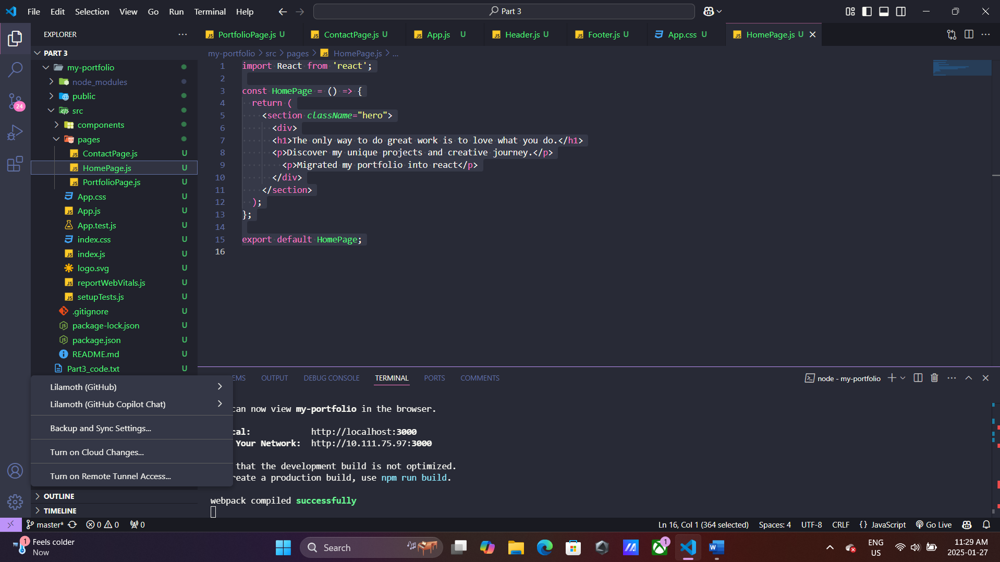 File Edit Selection View Go Run Terminal Help
Part 3
EXPLORER
PortfolioPage.js U
ContactPage.js U
App.js U
Header.js U
Footer.js U
App.css U
HomePage.js U
PART 3
my-portfolio
node_modules
public
src
components
pages
ContactPage.js U
HomePage.js U
PortfolioPage.js U
App.css U
App.js U
App.test.js U
index.css U
index.js U
logo.svg U
reportWebVitals.js U
setupTests.js U
.gitignore U
package-lock.json U
package.json U
README.md U
Part3_code.txt U
24
my-portfolio > src > pages > HomePage.js > ...
1 import React from 'react';
2
3 const HomePage = () => {
4 return (
5 <section className="hero">
6 <div>
7 <h1>The only way to do great work is to love what you do.</h1>
8 <p>Discover my unique projects and creative journey.</p>
9 <p>Migrated my portfolio into react</p>
10 </div>
11 </section>
12 );
13 };
14
15 export default HomePage;
16
Lilamoth (GitHub)
Lilamoth (GitHub Copilot Chat)
Backup and Sync Settings...
Turn on Cloud Changes...
Turn on Remote Tunnel Access...
OUTLINE
TIMELINE
EMS OUTPUT DEBUG CONSOLE TERMINAL PORTS COMMENTS
node - my-portfolio
can now view my-portfolio in the browser.
cal: http://localhost:3000
Your Network: http://10.111.75.97:3000
that the development build is not optimized.
reate a production build, use npm run build.
webpack compiled successfully
master* 0 0 0
Ln 16, Col 1 (364 selected) Spaces: 4 UTF-8 CRLF {} JavaScript Go Live
1
Feels colder
Now
Search
1
ENG
US
11:29 AM
2025-01-27